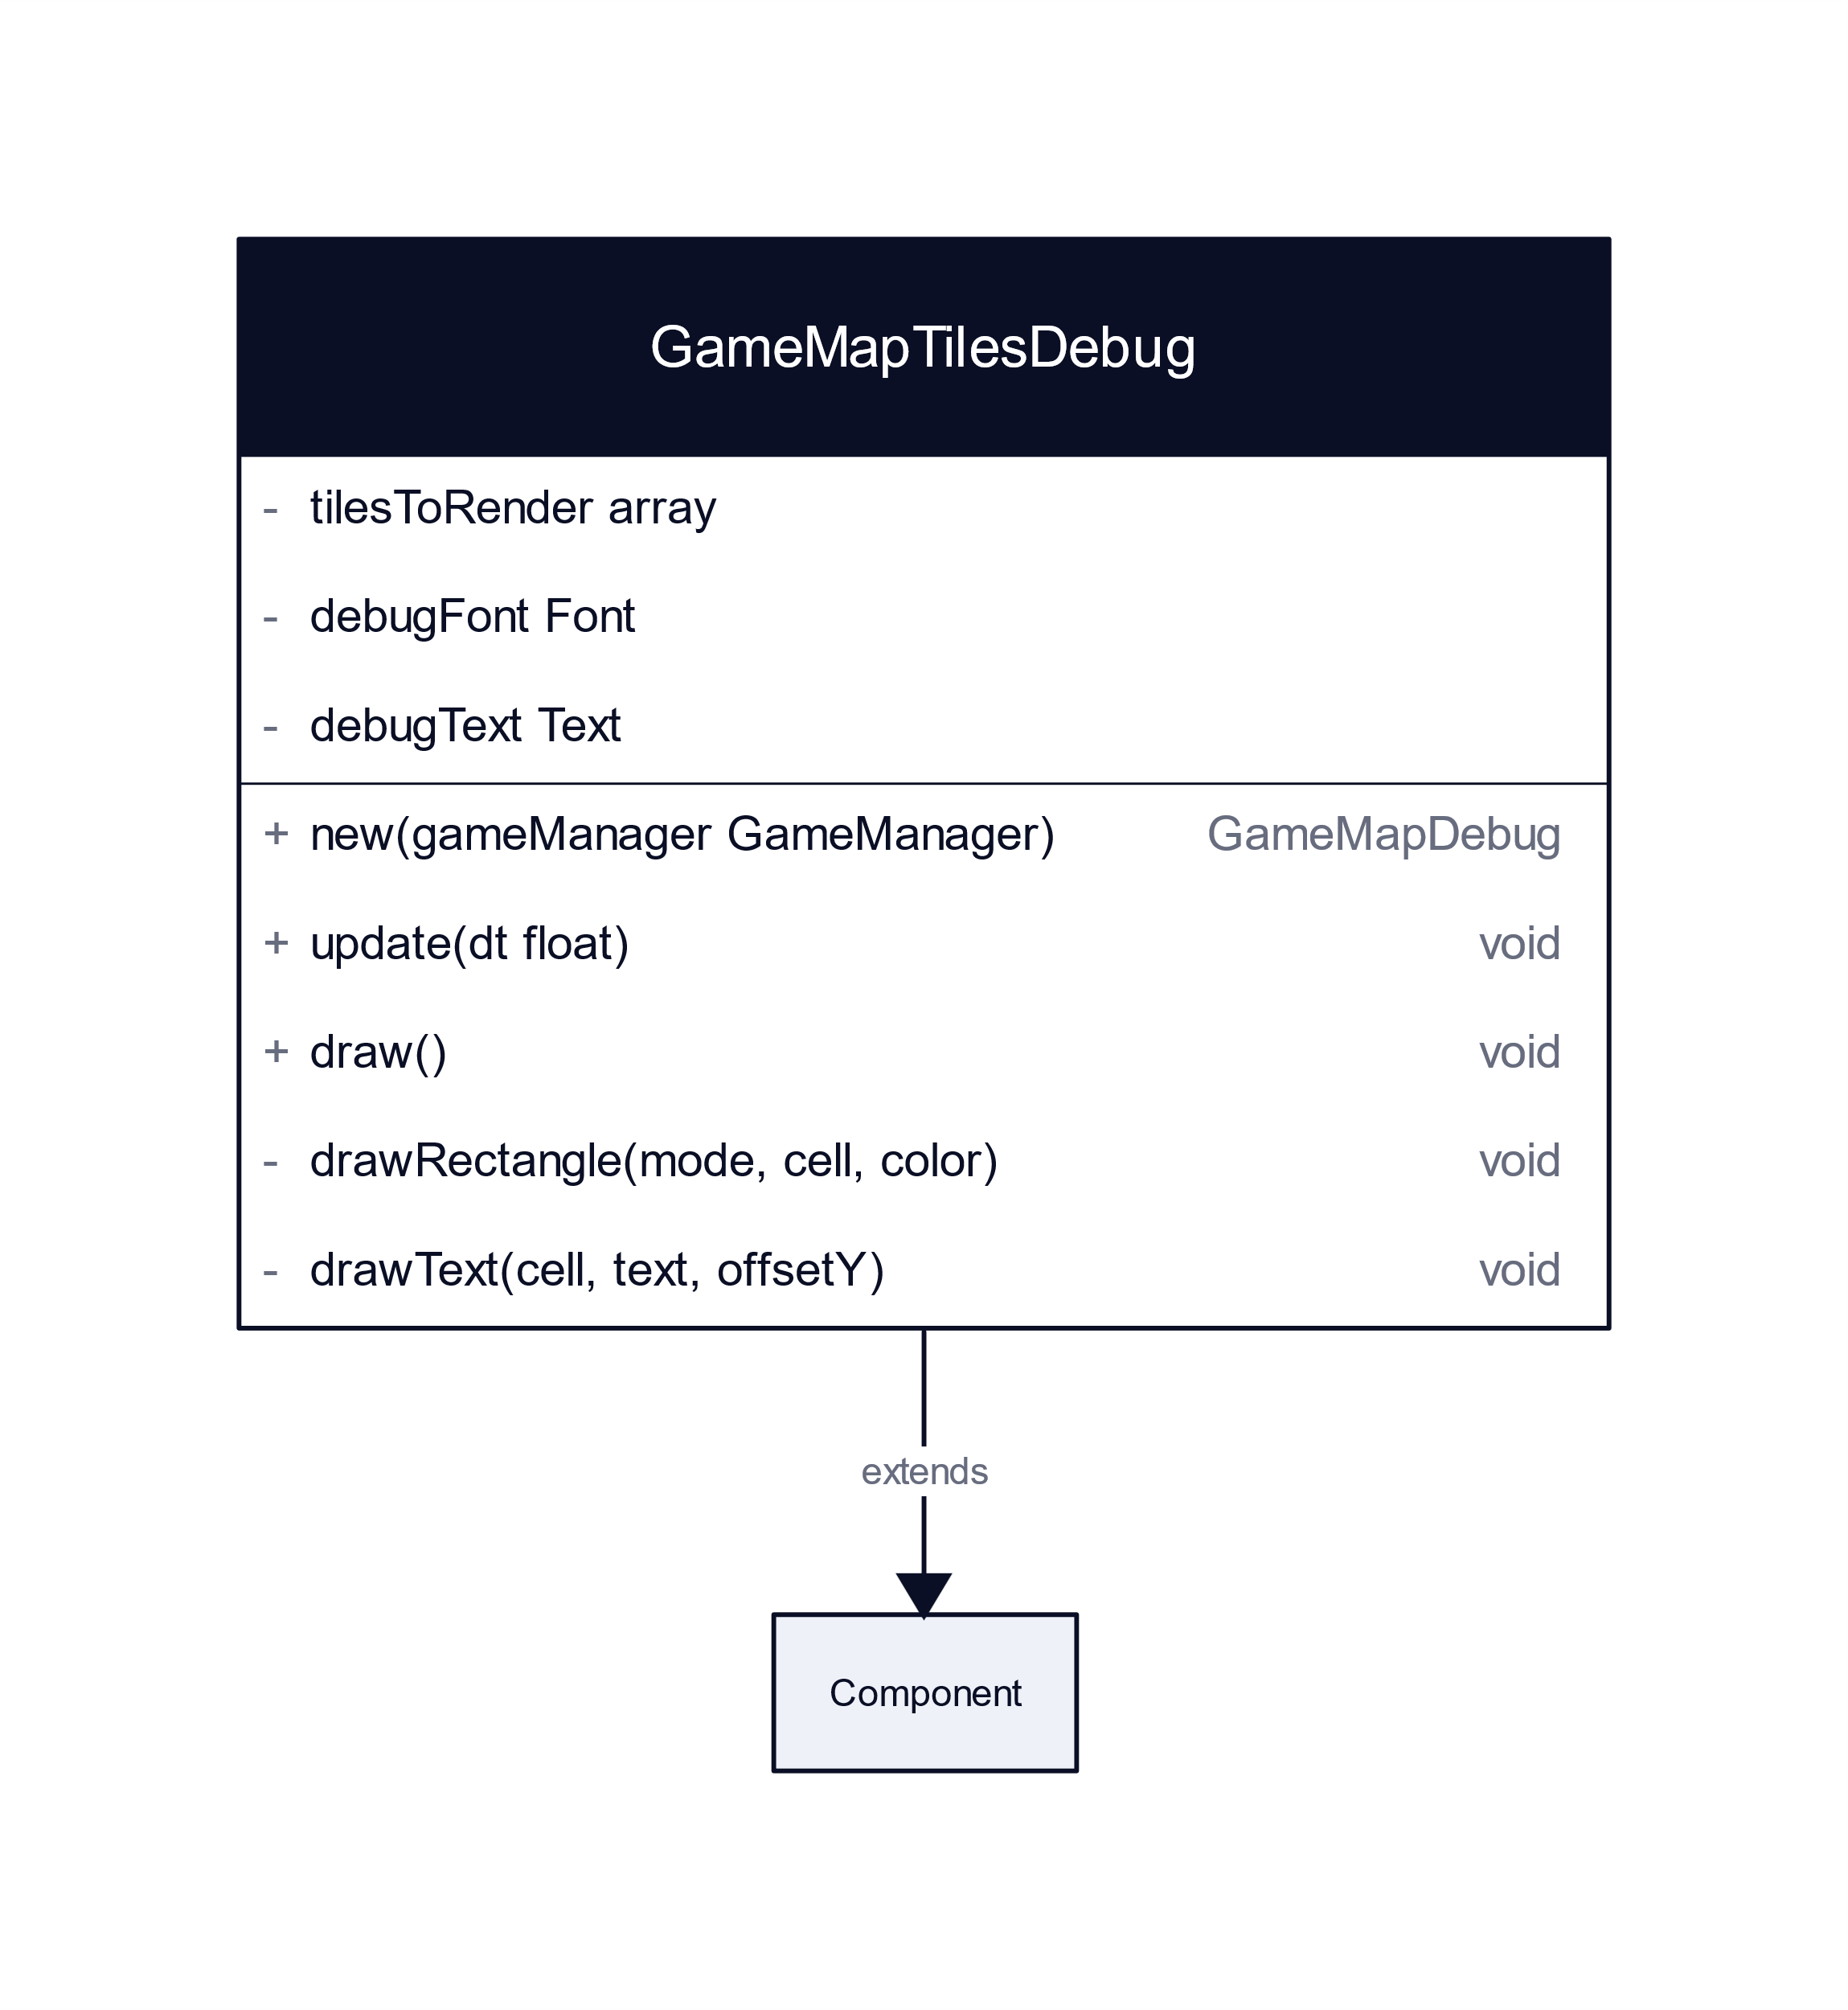 GameMapTilesDebug
- tilesToRender array
- debugFont Font
- debugText Text
+ new(gameManager GameManager) GameMapDebug
+ update(dt float) void
+ draw() void
- drawRectangle(mode, cell, color) void
- drawText(cell, text, offsetY) void
extends
Component